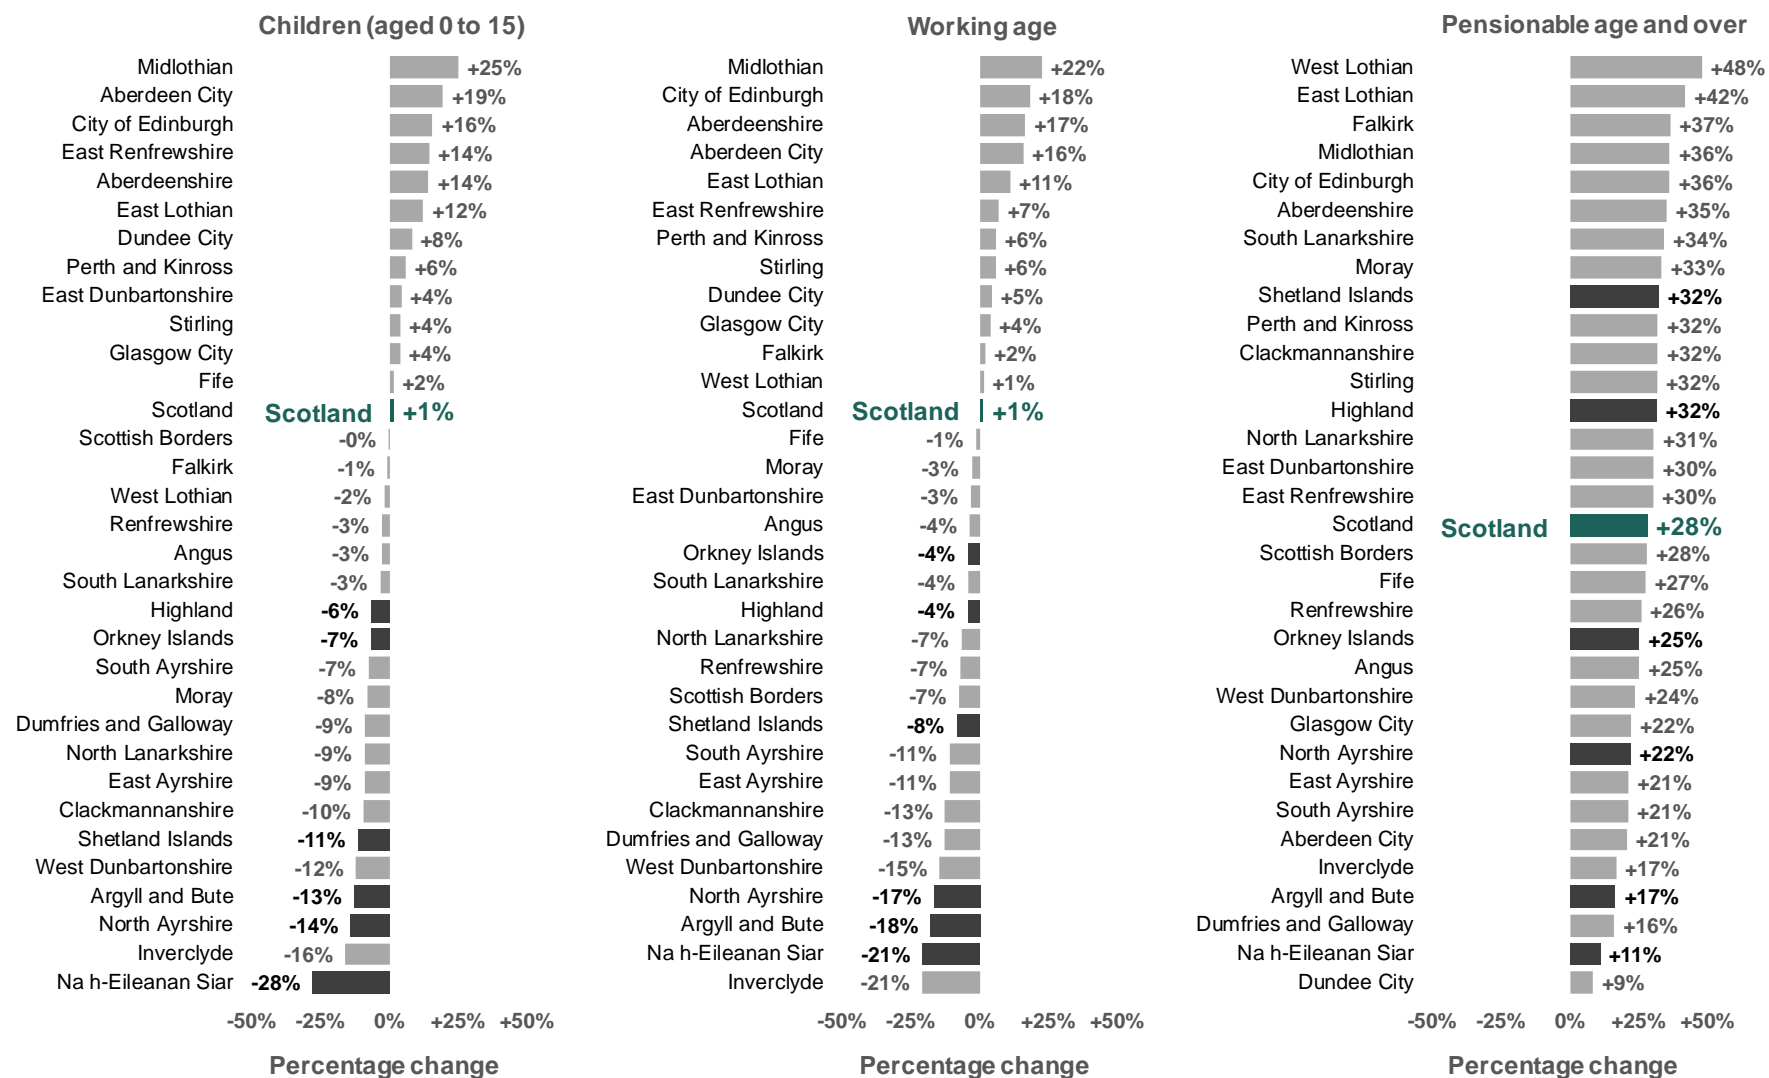 Children (aged 0 to 15)
Midlothian +25%
Aberdeen City +19%
City of Edinburgh +16%
East Renfrewshire +14%
Aberdeenshire +14%
East Lothian +12%
Dundee City +8%
Perth and Kinross +6%
East Dunbartonshire +4%
Stirling +4%
Glasgow City +4%
Fife +2%
Scotland Scotland +1%
Scottish Borders -0%
Falkirk -1%
West Lothian -2%
Renfrewshire -3%
Angus -3%
South Lanarkshire -3%
Highland -6%
Orkney Islands -7%
South Ayrshire -7%
Moray -8%
Dumfries and Galloway -9%
North Lanarkshire -9%
East Ayrshire -9%
Clackmannanshire -10%
Shetland Islands -11%
West Dunbartonshire -12%
Argyll and Bute -13%
North Ayrshire -14%
Inverclyde -16%
Na h-Eileanan Siar -28%
-50% -25% 0% +25% +50%
Percentage change
Working age
Midlothian +22%
City of Edinburgh +18%
Aberdeenshire +17%
Aberdeen City +16%
East Lothian +11%
East Renfrewshire +7%
Perth and Kinross +6%
Stirling +6%
Dundee City +5%
Glasgow City +4%
Falkirk +2%
West Lothian +1%
Scotland Scotland +1%
Fife -1%
Moray -3%
East Dunbartonshire -3%
Angus -4%
Orkney Islands -4%
South Lanarkshire -4%
Highland -4%
North Lanarkshire -7%
Renfrewshire -7%
Scottish Borders -7%
Shetland Islands -8%
South Ayrshire -11%
East Ayrshire -11%
Clackmannanshire -13%
Dumfries and Galloway -13%
West Dunbartonshire -15%
North Ayrshire -17%
Argyll and Bute -18%
Na h-Eileanan Siar -21%
Inverclyde -21%
-50% -25% 0% +25% +50%
Percentage change
Pensionable age and over
West Lothian +48%
East Lothian +42%
Falkirk +37%
Midlothian +36%
City of Edinburgh +36%
Aberdeenshire +35%
South Lanarkshire +34%
Moray +33%
Shetland Islands +32%
Perth and Kinross +32%
Clackmannanshire +32%
Stirling +32%
Highland +32%
North Lanarkshire +31%
East Dunbartonshire +30%
East Renfrewshire +30%
Scotland Scotland +28%
Scottish Borders +28%
Fife +27%
Renfrewshire +26%
Orkney Islands +25%
Angus +25%
West Dunbartonshire +24%
Glasgow City +22%
North Ayrshire +22%
East Ayrshire +21%
South Ayrshire +21%
Aberdeen City +21%
Inverclyde +17%
Argyll and Bute +17%
Dumfries and Galloway +16%
Na h-Eileanan Siar +11%
Dundee City +9%
-50% -25% 0% +25% +50%
Percentage change